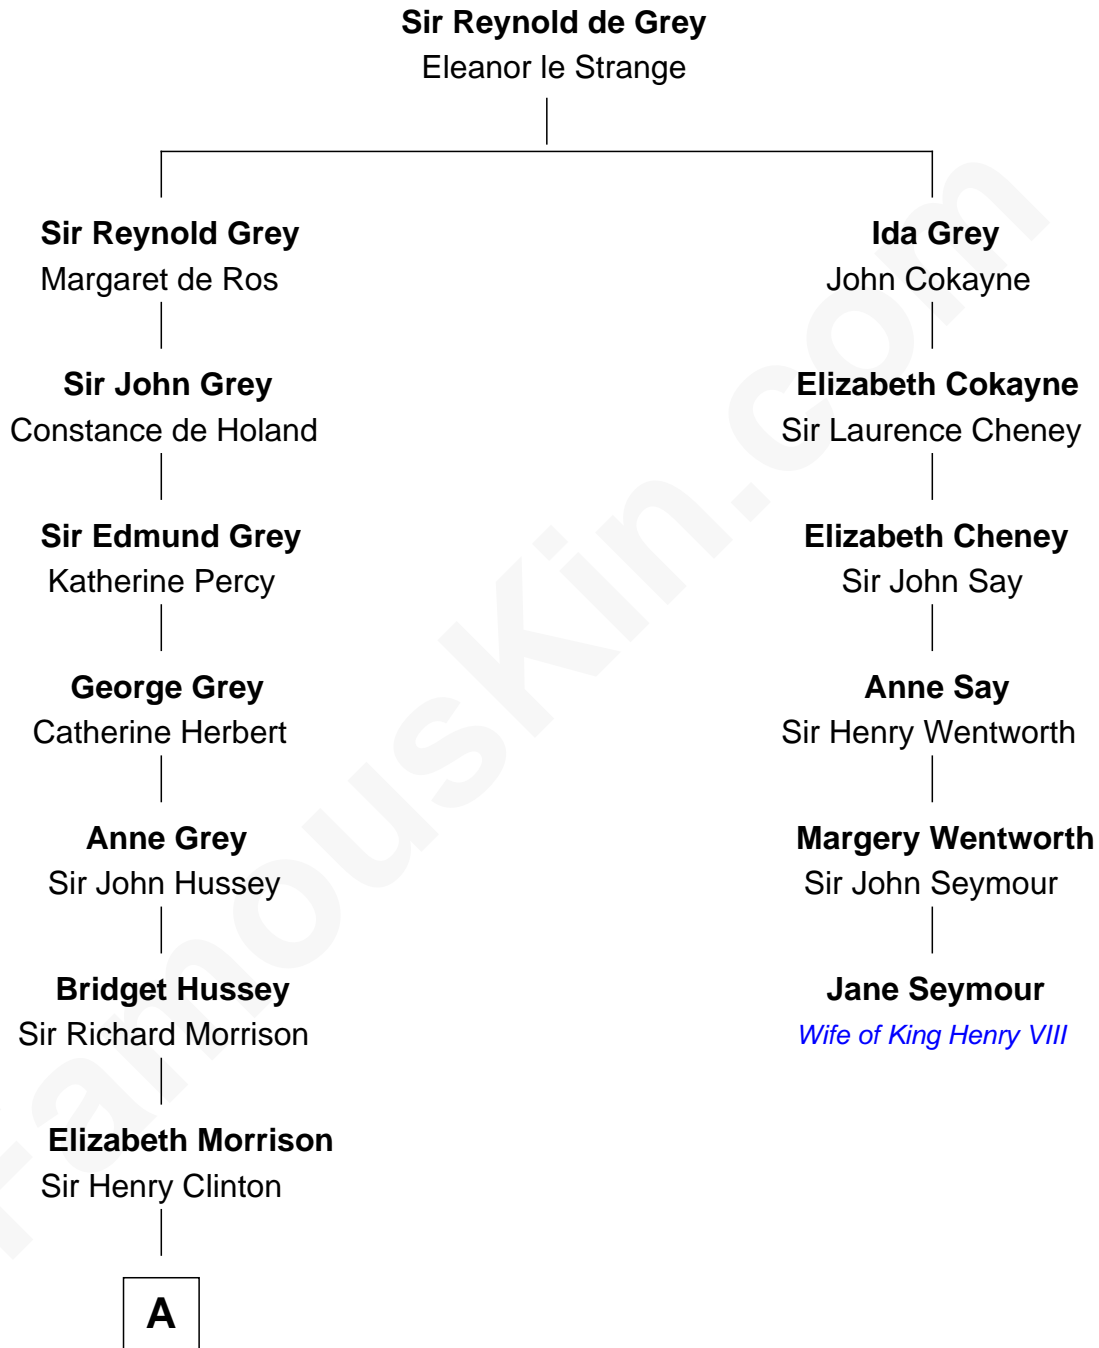 Sir Reynold de Grey
Eleanor le Strange
Sir Reynold Grey
Margaret de Ros
Sir John Grey
Constance de Holand
Sir Edmund Grey
Katherine Percy
George Grey
Catherine Herbert
Anne Grey
Sir John Hussey
Bridget Hussey
Sir Richard Morrison
Elizabeth Morrison
Sir Henry Clinton
A
Ida Grey
John Cokayne
Elizabeth Cokayne
Sir Laurence Cheney
Elizabeth Cheney
Sir John Say
Anne Say
Sir Henry Wentworth
Margery Wentworth
Sir John Seymour
Jane Seymour
Wife of King Henry VIII
FamousKin.com